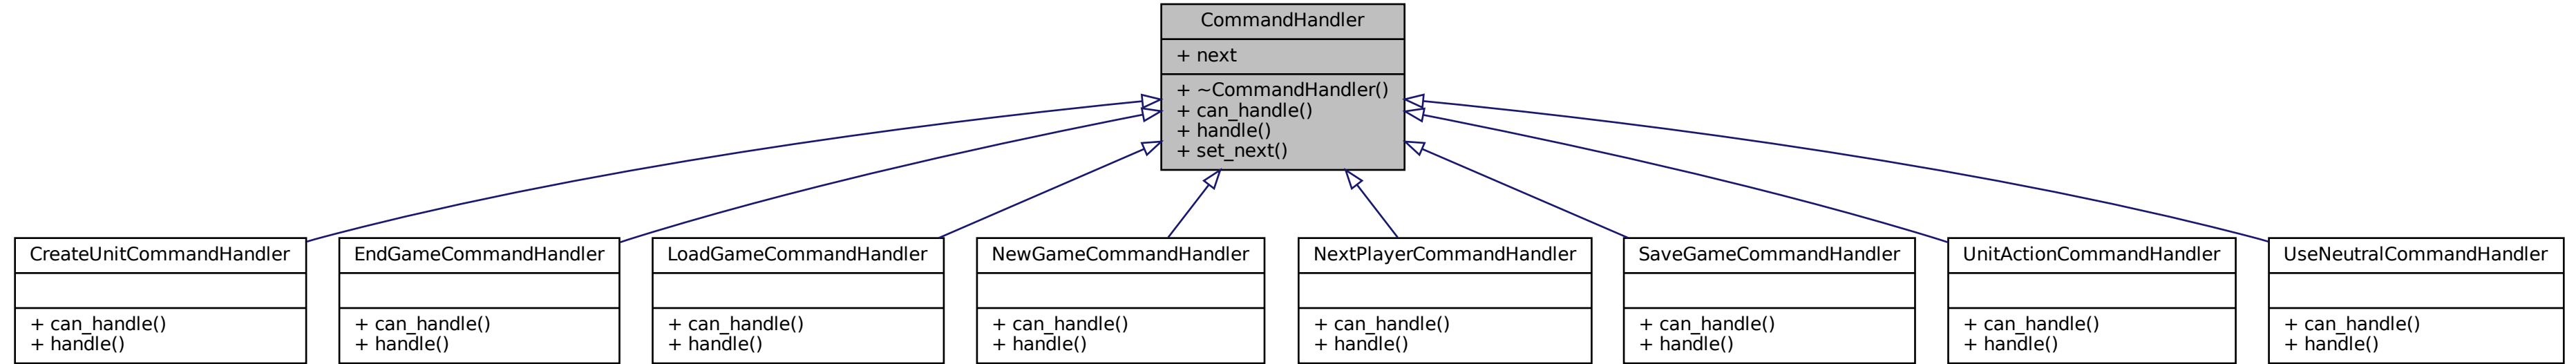 CommandHandler
+ next
+ ~CommandHandler()
+ can_handle()
+ handle()
+ set_next()
CreateUnitCommandHandler
+ can_handle()
+ handle()
EndGameCommandHandler
+ can_handle()
+ handle()
LoadGameCommandHandler
+ can_handle()
+ handle()
NewGameCommandHandler
+ can_handle()
+ handle()
NextPlayerCommandHandler
+ can_handle()
+ handle()
SaveGameCommandHandler
+ can_handle()
+ handle()
UnitActionCommandHandler
+ can_handle()
+ handle()
UseNeutralCommandHandler
+ can_handle()
+ handle()